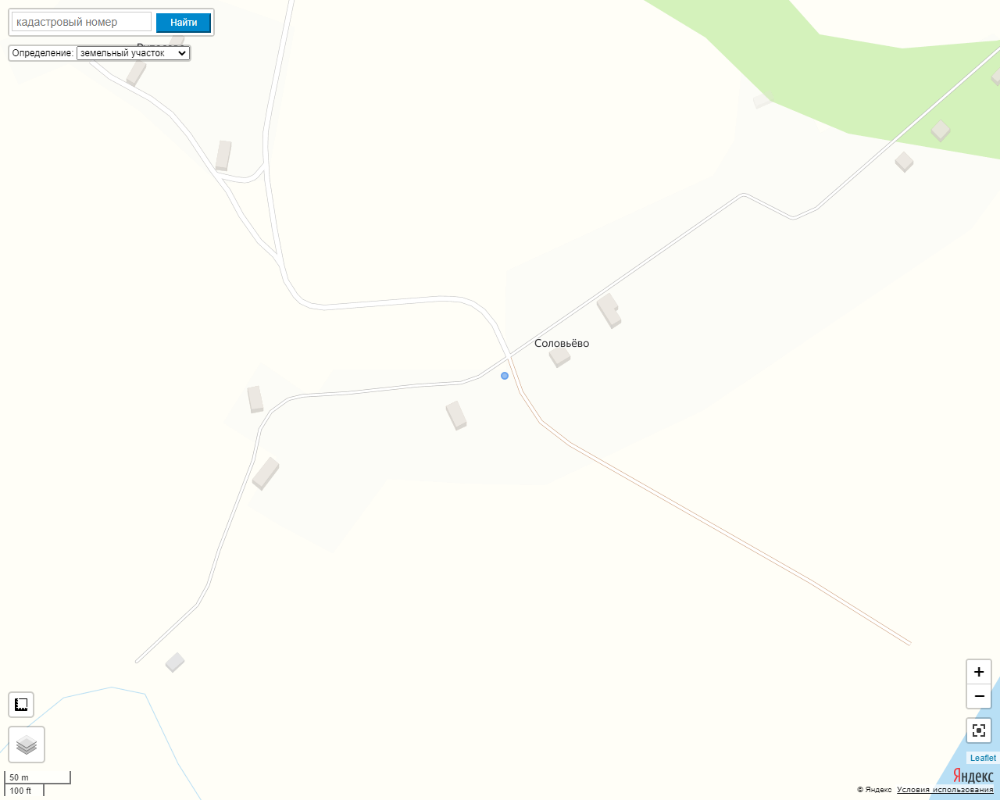 кадастровый номер
Найти
Определение: земельный участок
Соловьёво
50 m
100 ft
+
−
Leaflet
Яндекс
© Яндекс Условия использования